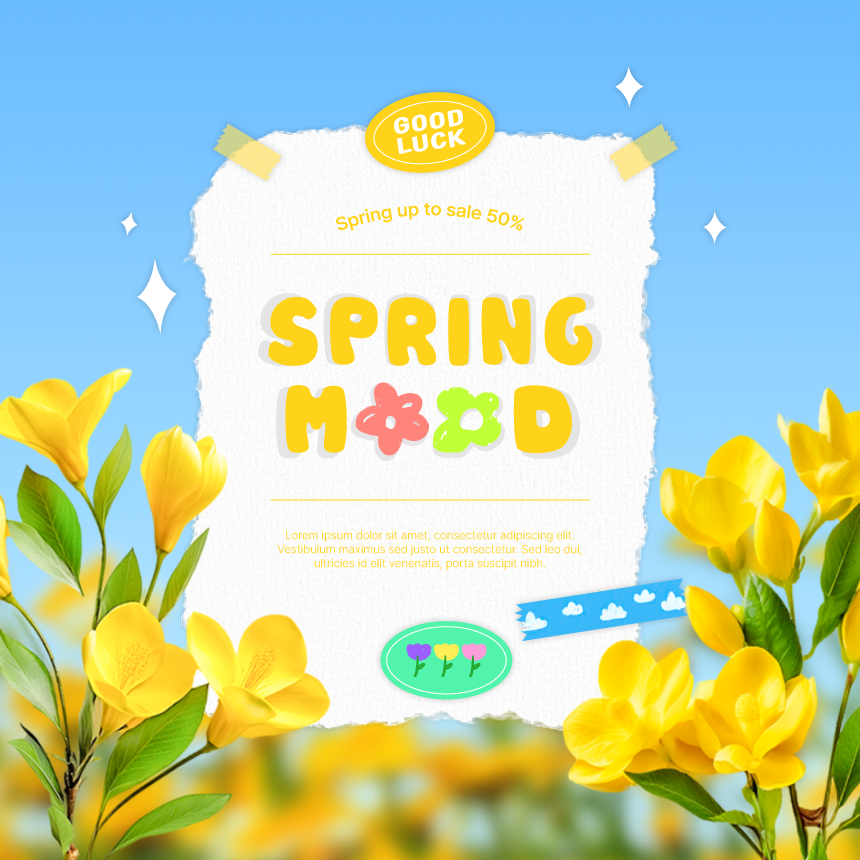 GOOD
LUCK
Spring up to sale 50%
SPRING
MOOD
Lorem ipsum dolor sit amet, consectetur adipiscing elit.
Vestibulum maximus sed justo ut consectetur. Sed leo dui,
ultricies id elit venenatis, porta suscipit nibh.